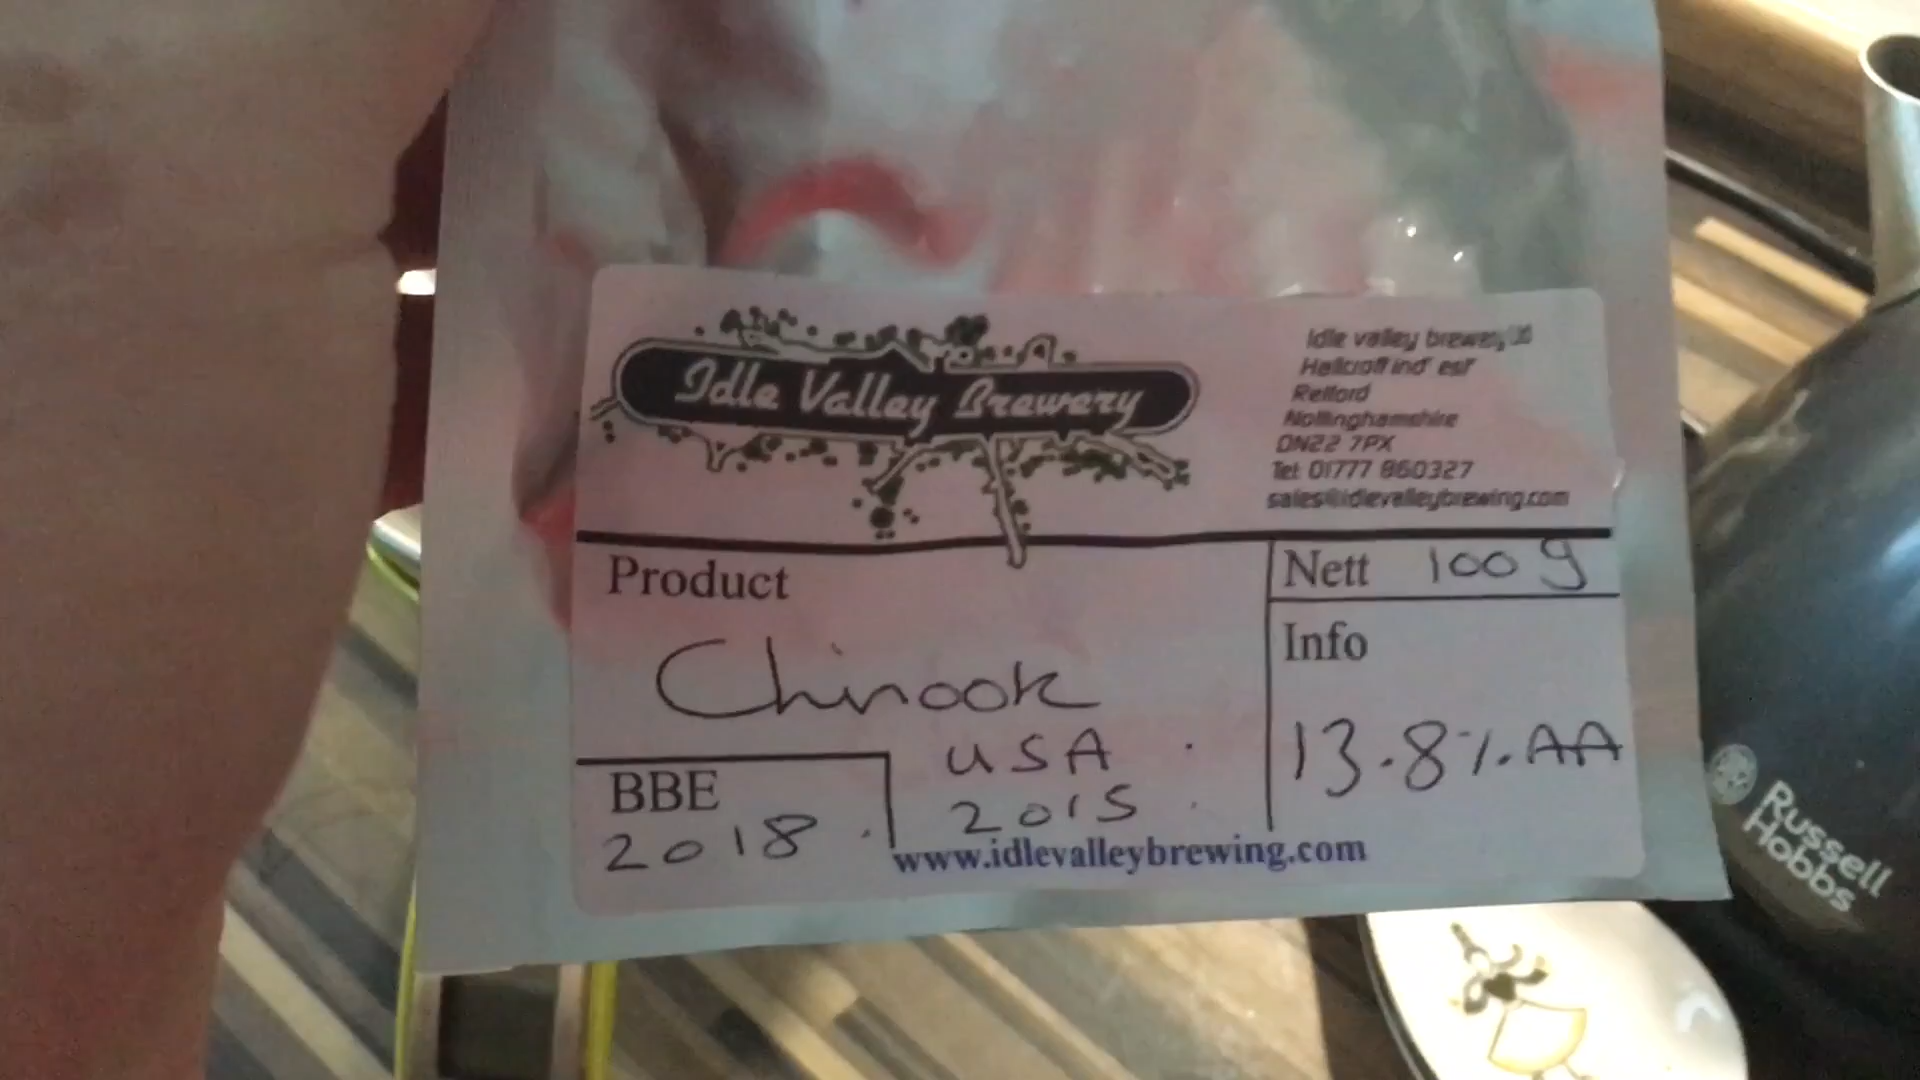 Idle Valley Brewery
Idle valley brewery
Hallcroft ind' est'
Retford
Nottinghamshire
DN22 7PX
Tel: 01777 860327
sales@idlevalleybrewing.com
Product
Chinook
USA
2015
Nett 100g
Info
13.8%.AA
BBE
2018.
www.idlevalleybrewing.com
Russell
Hobbs